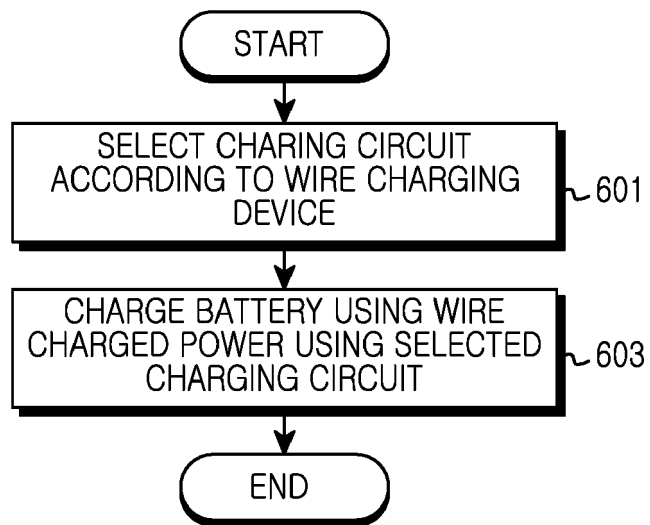 START
SELECT CHARING CIRCUIT
ACCORDING TO WIRE CHARGING
DEVICE
601
CHARGE BATTERY USING WIRE
CHARGED POWER USING SELECTED
CHARGING CIRCUIT
603
END